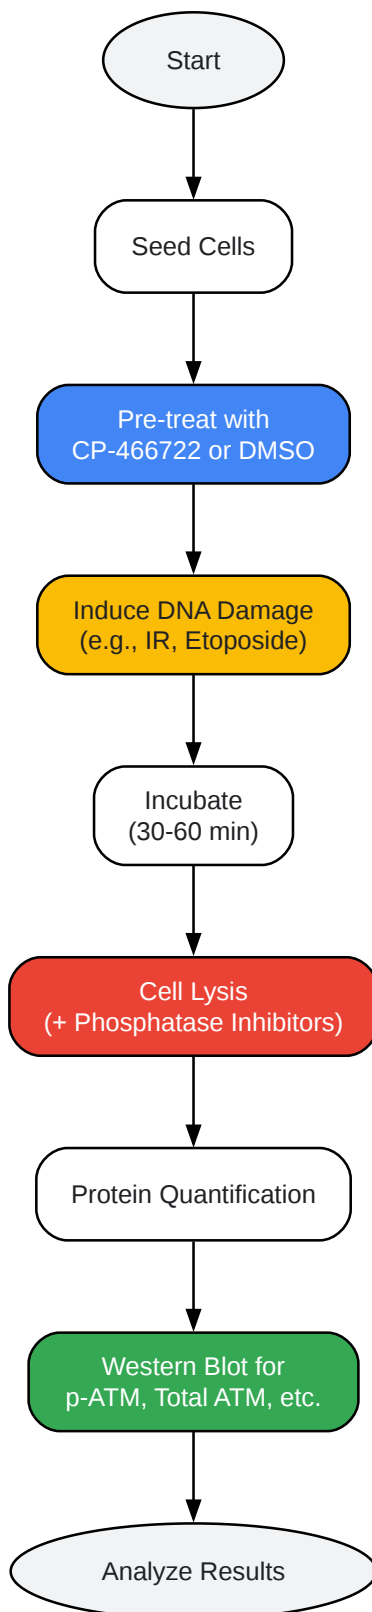 Start
Seed Cells
Pre-treat with
CP-466722 or DMSO
Induce DNA Damage
(e.g., IR, Etoposide)
Incubate
(30-60 min)
Cell Lysis
(+ Phosphatase Inhibitors)
Protein Quantification
Western Blot for
p-ATM, Total ATM, etc.
Analyze Results